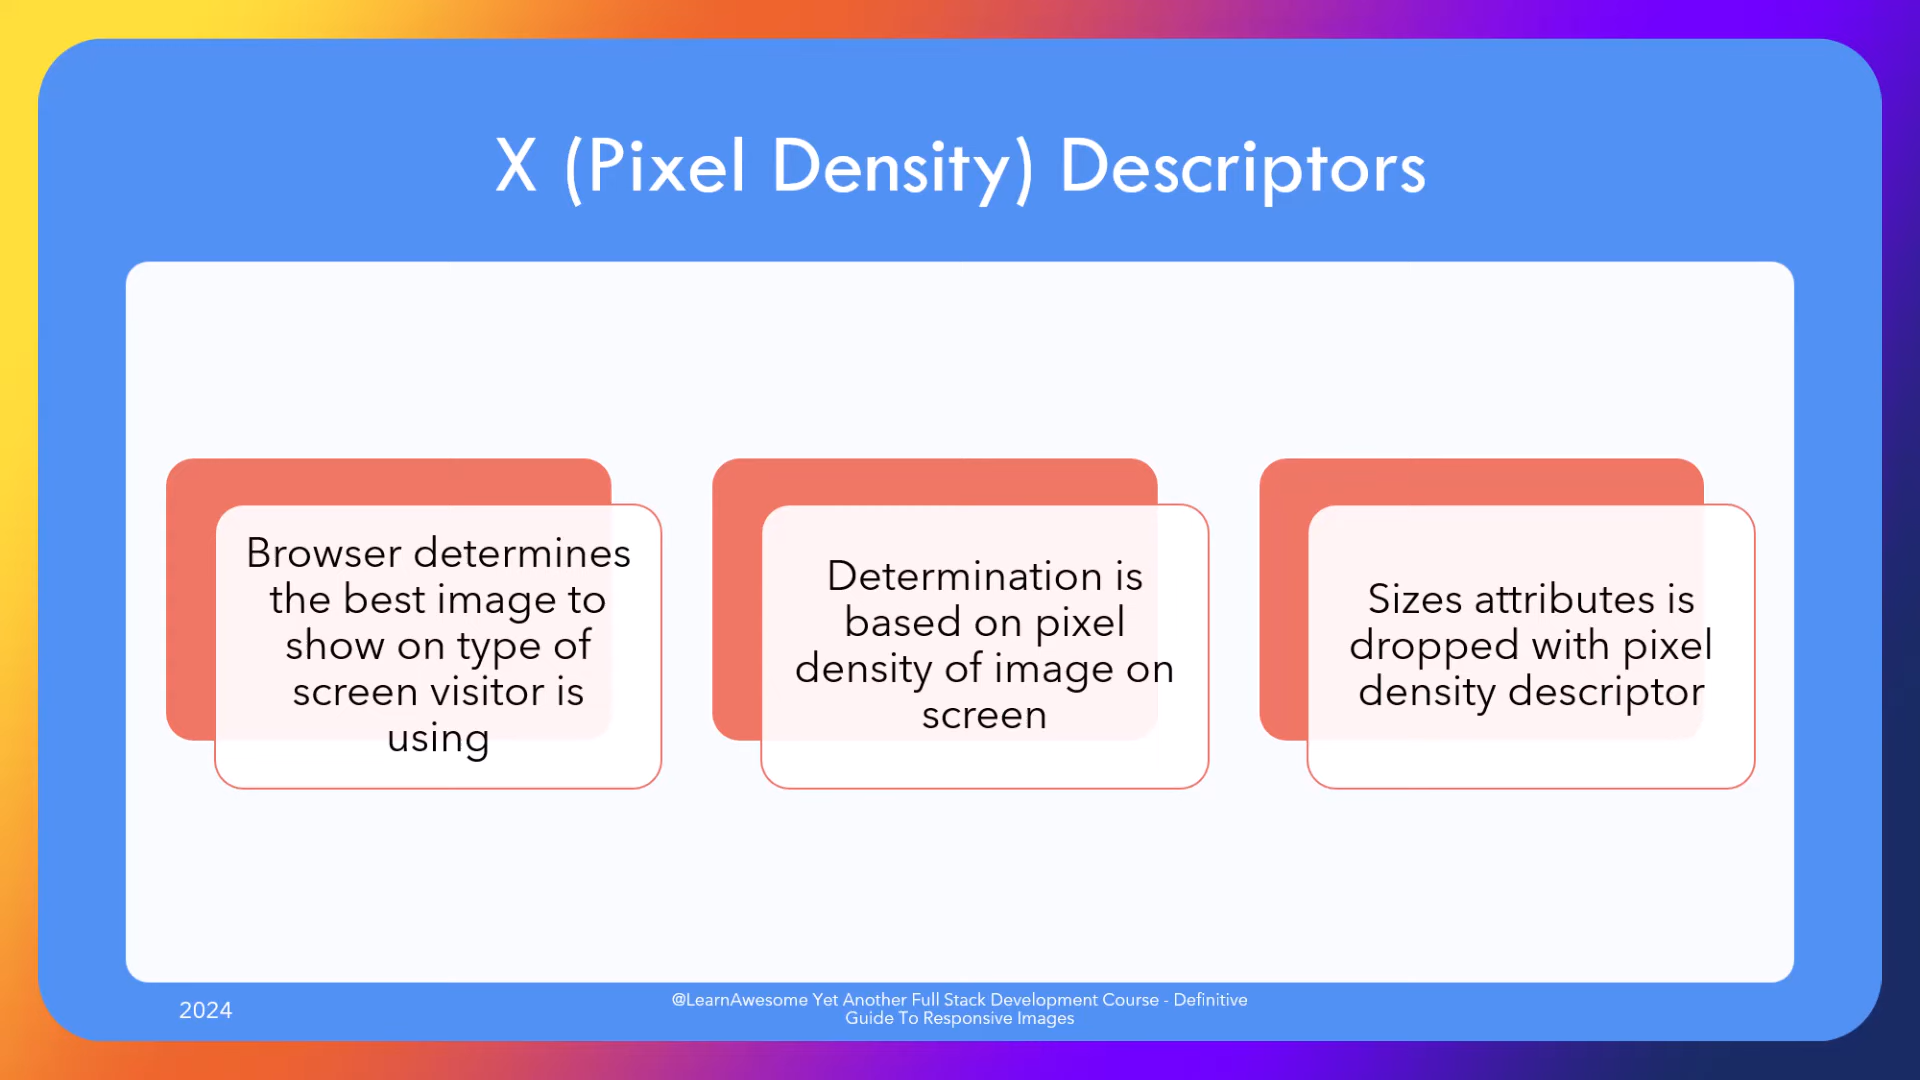 X (Pixel Density) Descriptors
Browser determines
the best image to
show on type of
screen visitor is
using
Determination is
based on pixel
density of image on
screen
Sizes attributes is
dropped with pixel
density descriptor
2024
@LearnAwesome Yet Another Full Stack Development Course - Definitive
Guide To Responsive Images